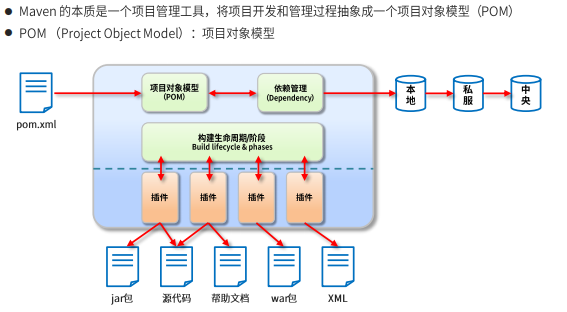 Maven 的本质是一个项目管理工具，将项目开发和管理过程抽象成一个项目对象模型（POM）
POM （Project Object Model）：项目对象模型
项目对象模型
(POM)
依赖管理
(Dependency)
本地
私服
中央
pom.xml
构建生命周期/阶段
Build lifecycle & phases
插件
插件
插件
插件
jar包
源代码
帮助文档
war包
XML